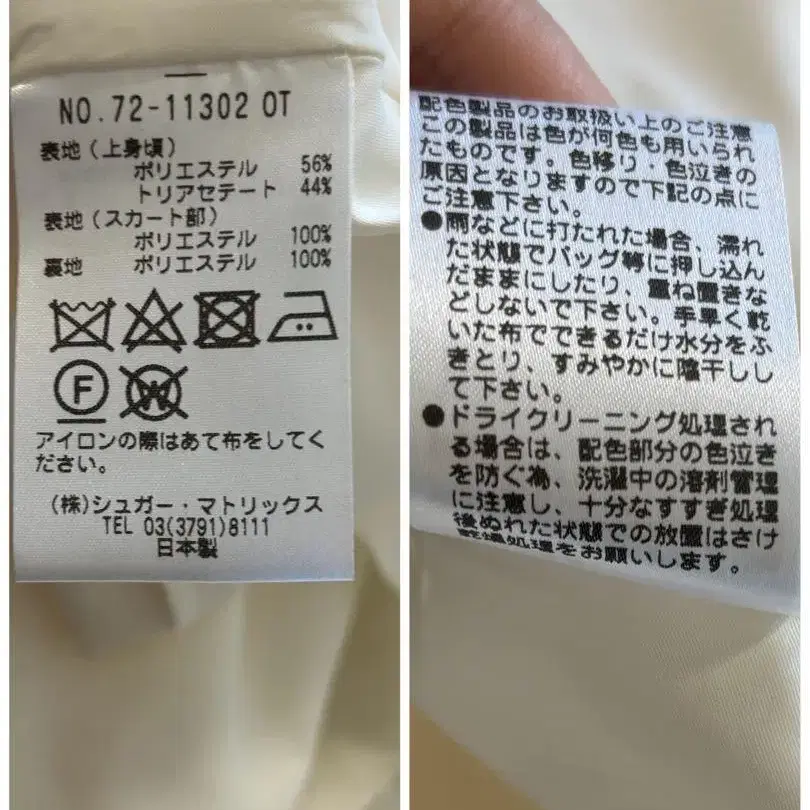 NO.72-11302 OT
表地(上身頃)
ポリエステル 56%
トリアセテート 44%
表地(スカート部)
ポリエステル 100%
裏地 ポリエステル 100%
F
W
アイロンの際はあて布をしてく
ださい。
(株)シュガー・マトリックス
TEL 03(3791)8111
日本製
配色製品のお取扱い上のご注意
この製品は色が何色も用いられ
たものです。色移り・色泣きの
原因となりますので下記の点に
ご注意下さい。
●雨などに打たれた場合、濡れ
た状態でバッグ等に押し込ん
だままにしたり、重ね置きな
どしないで下さい。手早く乾
いた布でできるだけ水分をふ
きとり、すみやかに陰干しし
て下さい。
●ドライクリーニング処理され
る場合は、配色部分の色泣き
を防ぐ為、洗濯中の溶剤管理
に注意し、十分なすすぎ処理
後ぬれた状態での放置はさけ
乾燥処理をお願いします。